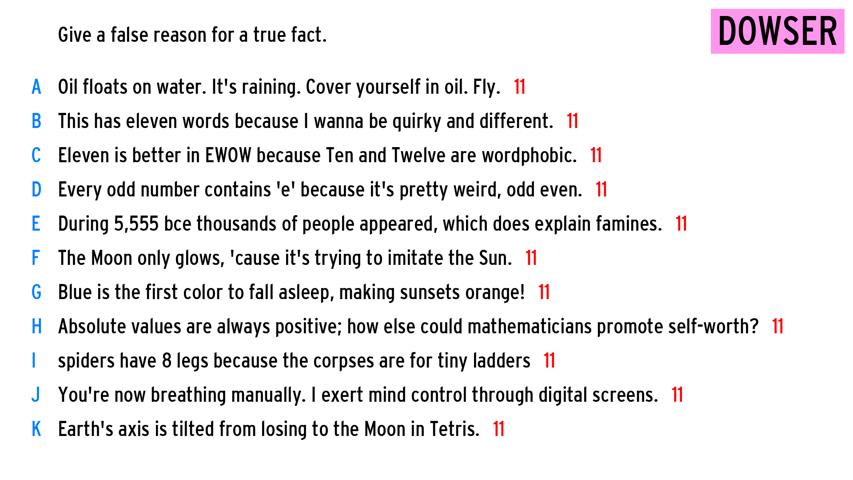 Give a false reason for a true fact.
DOWSER
A Oil floats on water. It's raining. Cover yourself in oil. Fly. 11
B This has eleven words because I wanna be quirky and different. 11
C Eleven is better in EWOW because Ten and Twelve are wordphobic. 11
D Every odd number contains 'e' because it's pretty weird, odd even. 11
E During 5,555 bce thousands of people appeared, which does explain famines. 11
F The Moon only glows, 'cause it's trying to imitate the Sun. 11
G Blue is the first color to fall asleep, making sunsets orange! 11
H Absolute values are always positive; how else could mathematicians promote self-worth? 11
I spiders have 8 legs because the corpses are for tiny ladders 11
J You're now breathing manually. I exert mind control through digital screens. 11
K Earth's axis is tilted from losing to the Moon in Tetris. 11